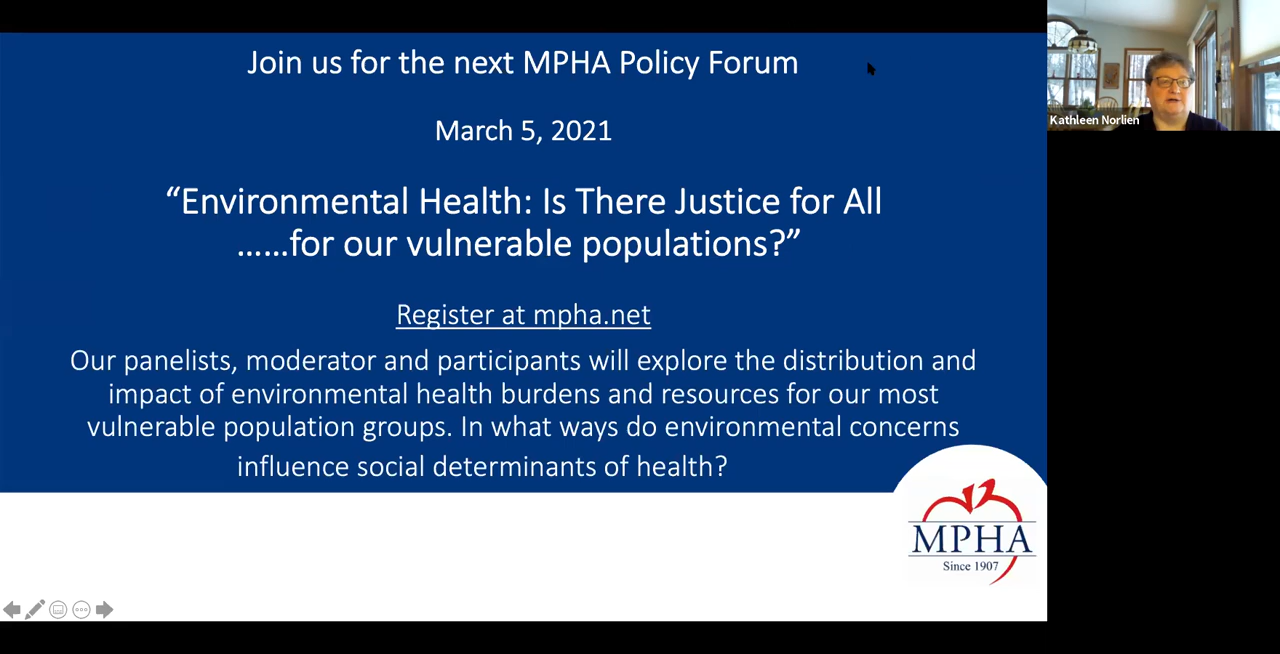 Join us for the next MPHA Policy Forum
March 5, 2021
“Environmental Health: Is There Justice for All
……for our vulnerable populations?”
Register at mpha.net
Our panelists, moderator and participants will explore the distribution and
impact of environmental health burdens and resources for our most
vulnerable population groups. In what ways do environmental concerns
influence social determinants of health?
MPHA
Since 1907
Kathleen Norlien